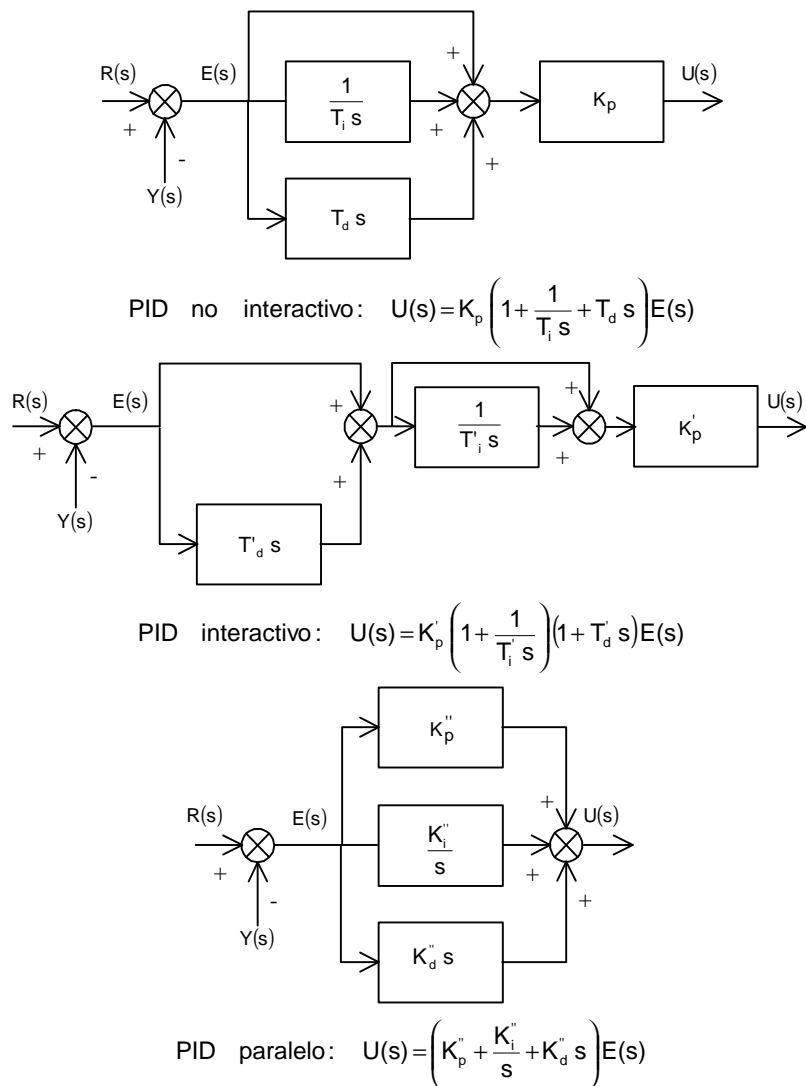 R(s) E(s) 1/(T_i s) + + + K_p U(s)
+ -
Y(s) T_d s
PID no interactivo: U(s)=K_p(1+1/(T_i s)+T_d s)E(s)
R(s) E(s) + + 1/(T'_i s) + + K'_p U(s)
+ -
Y(s) T'_d s
PID interactivo: U(s)=K'_p(1+1/(T'_i s))(1+T'_d s)E(s)
K''_p
R(s) E(s) K''_i/s + + + U(s)
+ -
Y(s) K''_d s
PID paralelo: U(s)=(K''_p+K''_i/s+K''_d s)E(s)